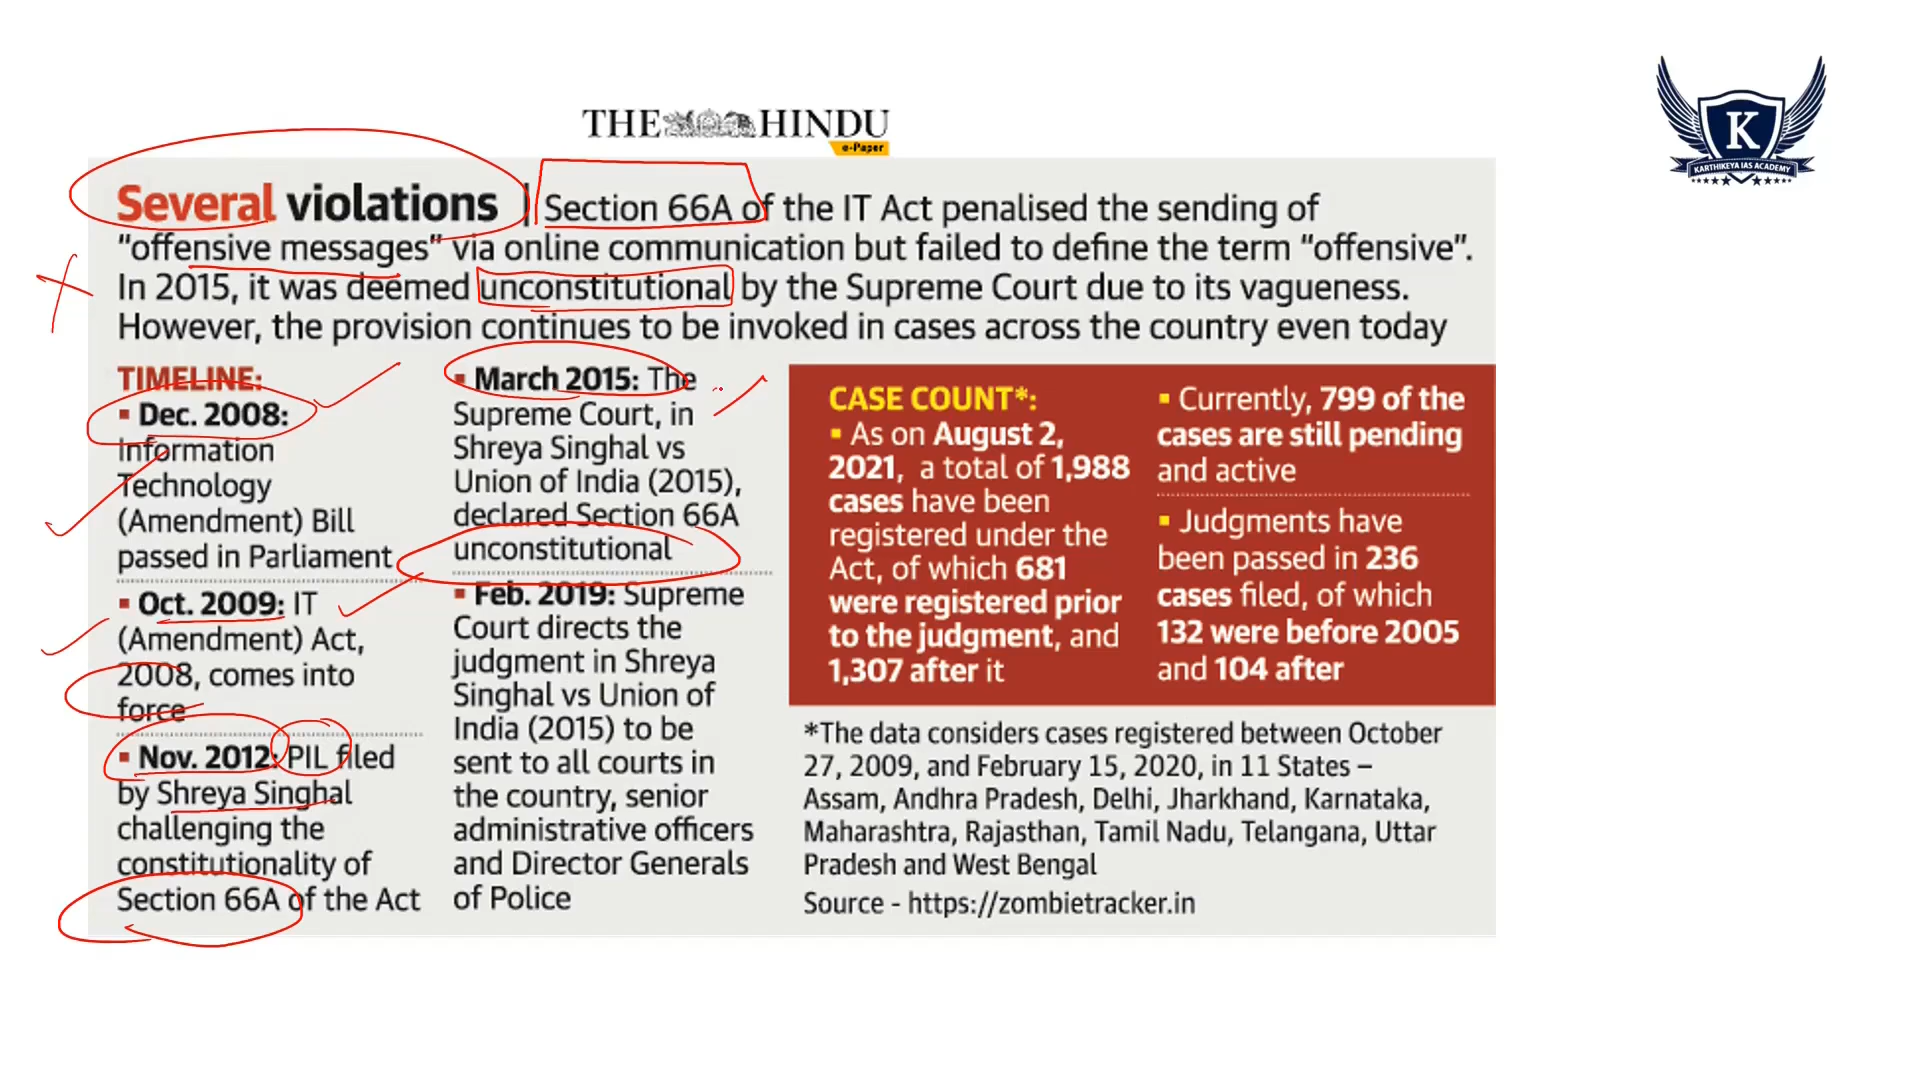 THE HINDU
e-Paper
K
KARTHIKEYA IAS ACADEMY
Several violations | Section 66A of the IT Act penalised the sending of
“offensive messages” via online communication but failed to define the term “offensive”.
In 2015, it was deemed unconstitutional by the Supreme Court due to its vagueness.
However, the provision continues to be invoked in cases across the country even today
TIMELINE:
▪ Dec. 2008:
Information
Technology
(Amendment) Bill
passed in Parliament
▪ Oct. 2009: IT
(Amendment) Act,
2008, comes into
force
▪ Nov. 2012: PIL filed
by Shreya Singhal
challenging the
constitutionality of
Section 66A of the Act
▪ March 2015: The
Supreme Court, in
Shreya Singhal vs
Union of India (2015),
declared Section 66A
unconstitutional
▪ Feb. 2019: Supreme
Court directs the
judgment in Shreya
Singhal vs Union of
India (2015) to be
sent to all courts in
the country, senior
administrative officers
and Director Generals
of Police
CASE COUNT*:
▪ As on August 2,
2021, a total of 1,988
cases have been
registered under the
Act, of which 681
were registered prior
to the judgment, and
1,307 after it
▪ Currently, 799 of the
cases are still pending
and active
▪ Judgments have
been passed in 236
cases filed, of which
132 were before 2005
and 104 after
*The data considers cases registered between October
27, 2009, and February 15, 2020, in 11 States –
Assam, Andhra Pradesh, Delhi, Jharkhand, Karnataka,
Maharashtra, Rajasthan, Tamil Nadu, Telangana, Uttar
Pradesh and West Bengal
Source - https://zombietracker.in